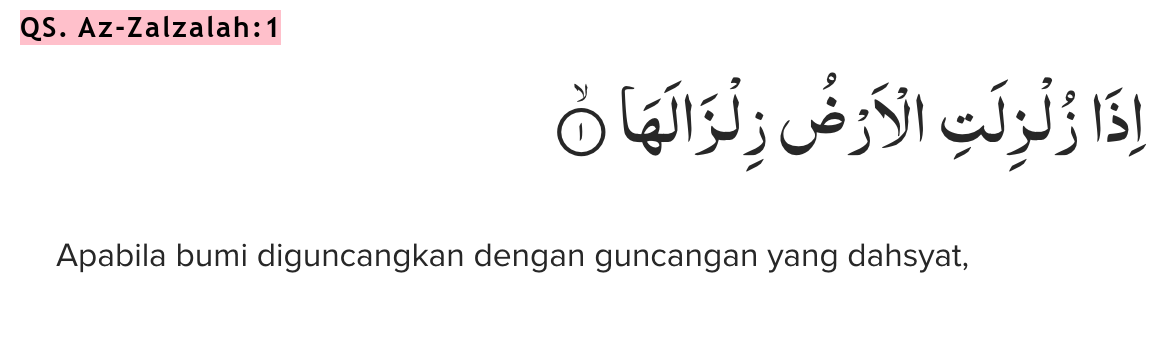 QS. Az-Zalzalah:1
اِذَا زُلْزِلَتِ الْاَرْضُ زِلْزَالَهَا ۙ ١
Apabila bumi diguncangkan dengan guncangan yang dahsyat,